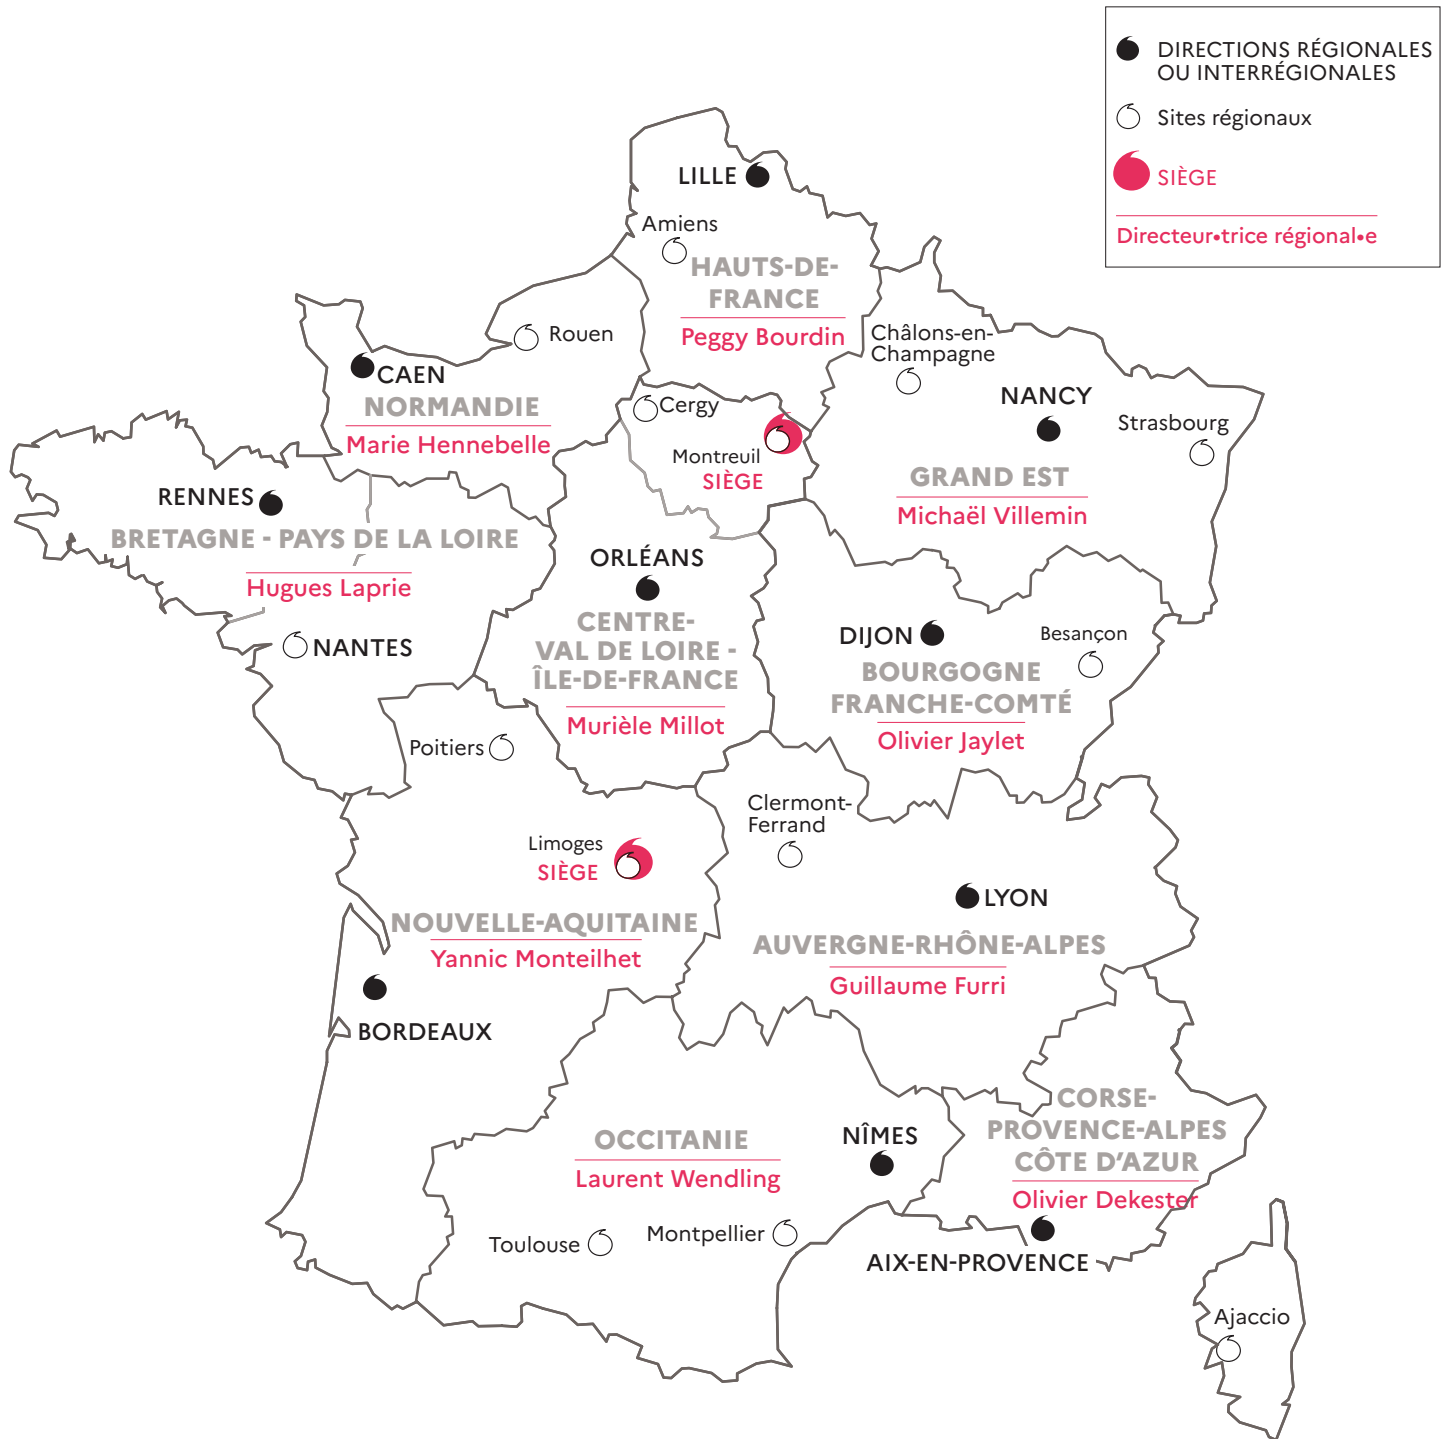 DIRECTIONS RÉGIONALES
OU INTERRÉGIONALES
Sites régionaux
SIÈGE
Directeur•trice régional•e
LILLE
Amiens
HAUTS-DE-
FRANCE
Peggy Bourdin
Rouen
CAEN
NORMANDIE
Marie Hennebelle
Cergy
Montreuil
SIÈGE
Châlons-en-
Champagne
NANCY
Strasbourg
GRAND EST
Michaël Villemin
RENNES
BRETAGNE - PAYS DE LA LOIRE
Hugues Laprie
NANTES
ORLÉANS
CENTRE-
VAL DE LOIRE -
ÎLE-DE-FRANCE
Murièle Millot
DIJON
Besançon
BOURGOGNE
FRANCHE-COMTÉ
Olivier Jaylet
Poitiers
Limoges
SIÈGE
NOUVELLE-AQUITAINE
Yannic Monteilhet
BORDEAUX
Clermont-
Ferrand
LYON
AUVERGNE-RHÔNE-ALPES
Guillaume Furri
OCCITANIE
Laurent Wendling
NÎMES
Toulouse
Montpellier
CORSE-
PROVENCE-ALPES
CÔTE D'AZUR
Olivier Dekester
AIX-EN-PROVENCE
Ajaccio